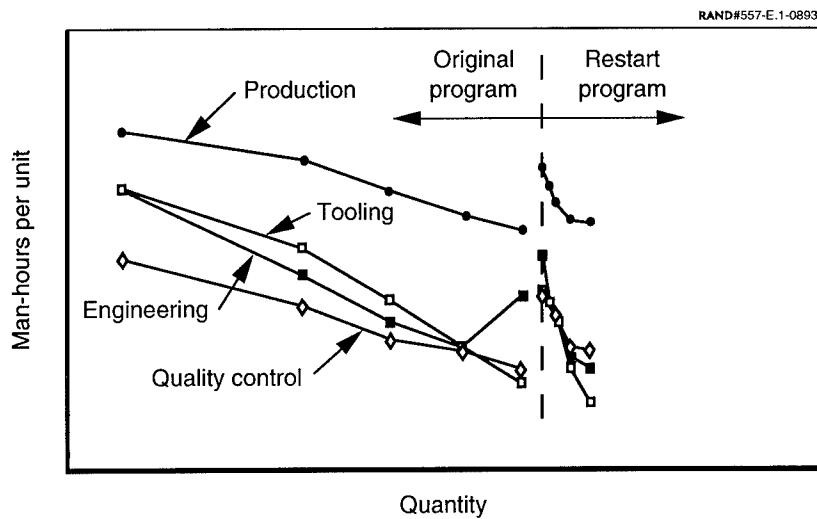 RAND#557-E.1-0893
Original
program
Restart
program
Production
Tooling
Engineering
Quality control
Man-hours per unit
Quantity